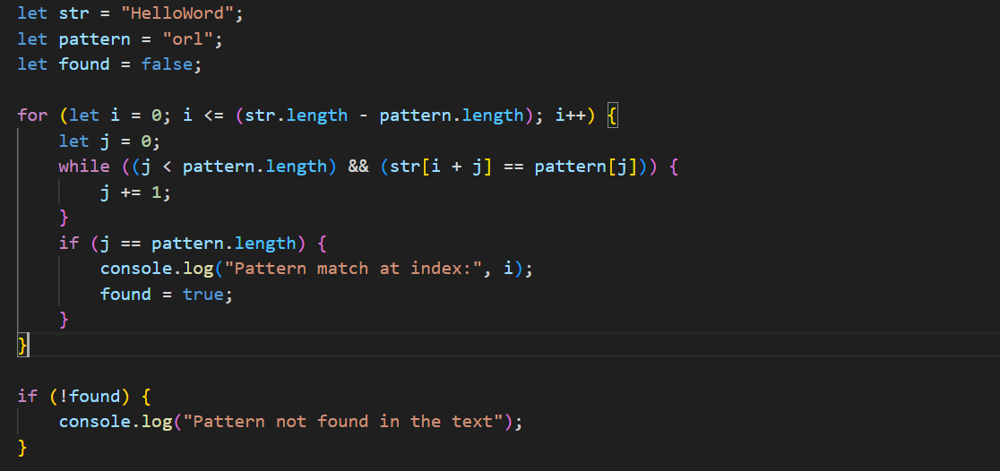 let str = "HelloWord";
let pattern = "orl";
let found = false;
for (let i = 0; i <= (str.length - pattern.length); i++) {
    let j = 0;
    while ((j < pattern.length) && (str[i + j] == pattern[j])) {
        j += 1;
    }
    if (j == pattern.length) {
        console.log("Pattern match at index:", i);
        found = true;
    }
}
if (!found) {
    console.log("Pattern not found in the text");
}